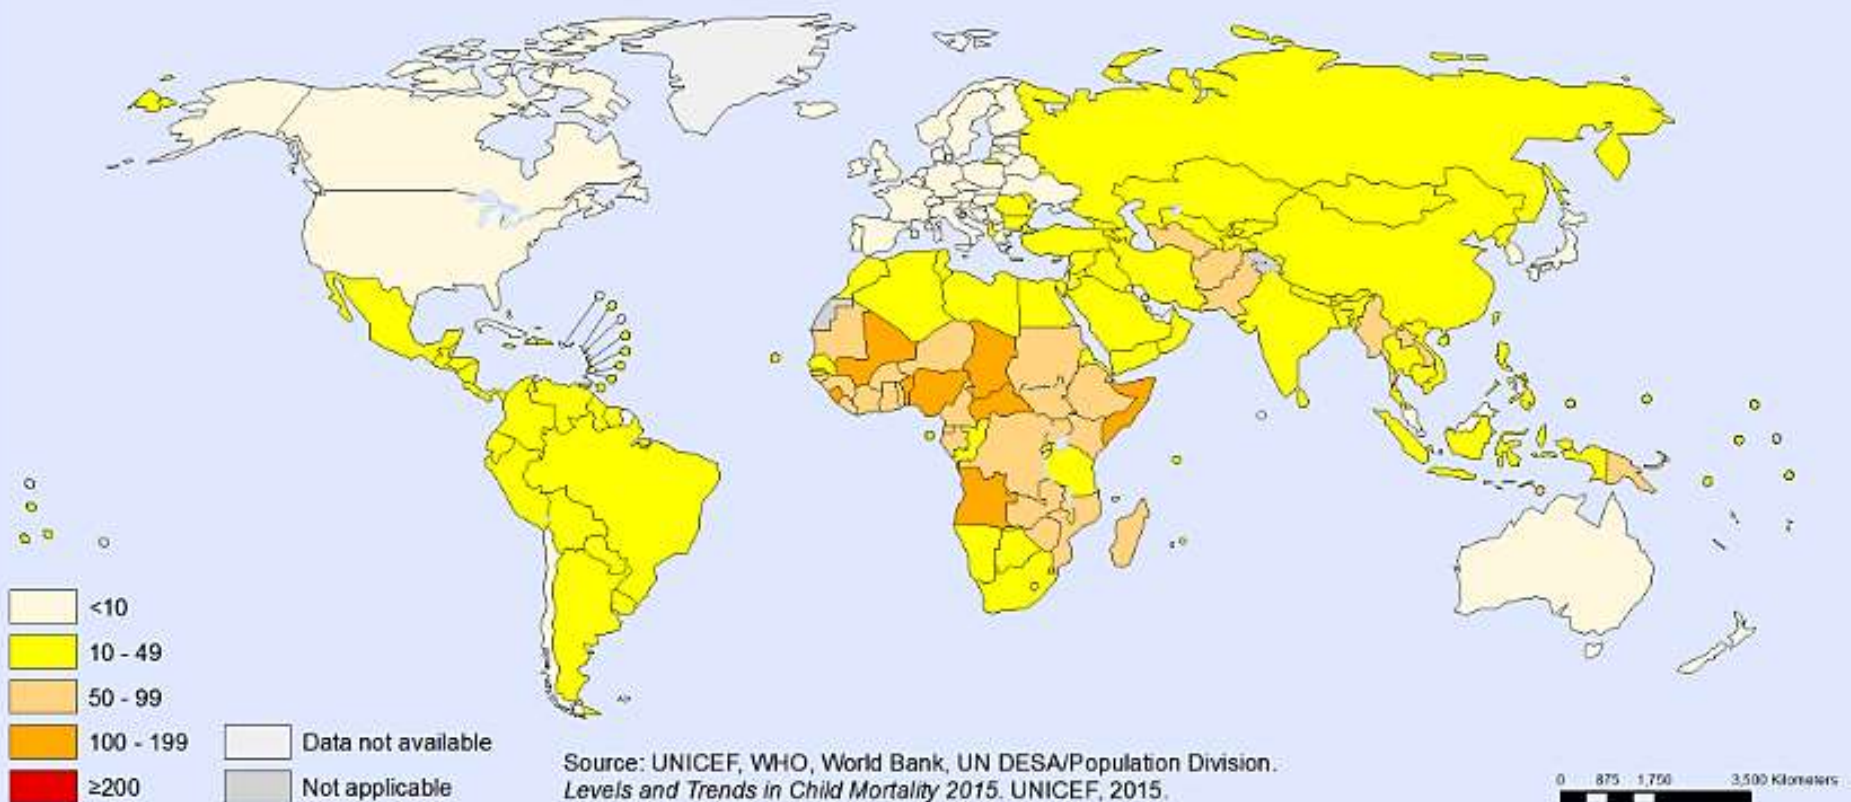 <10
10 - 49
50 - 99
100 - 199
≥200
Data not available
Not applicable
Source: UNICEF, WHO, World Bank, UN DESA/Population Division.
Levels and Trends in Child Mortality 2015. UNICEF, 2015.
0 875 1,750 3,500 Kilometers